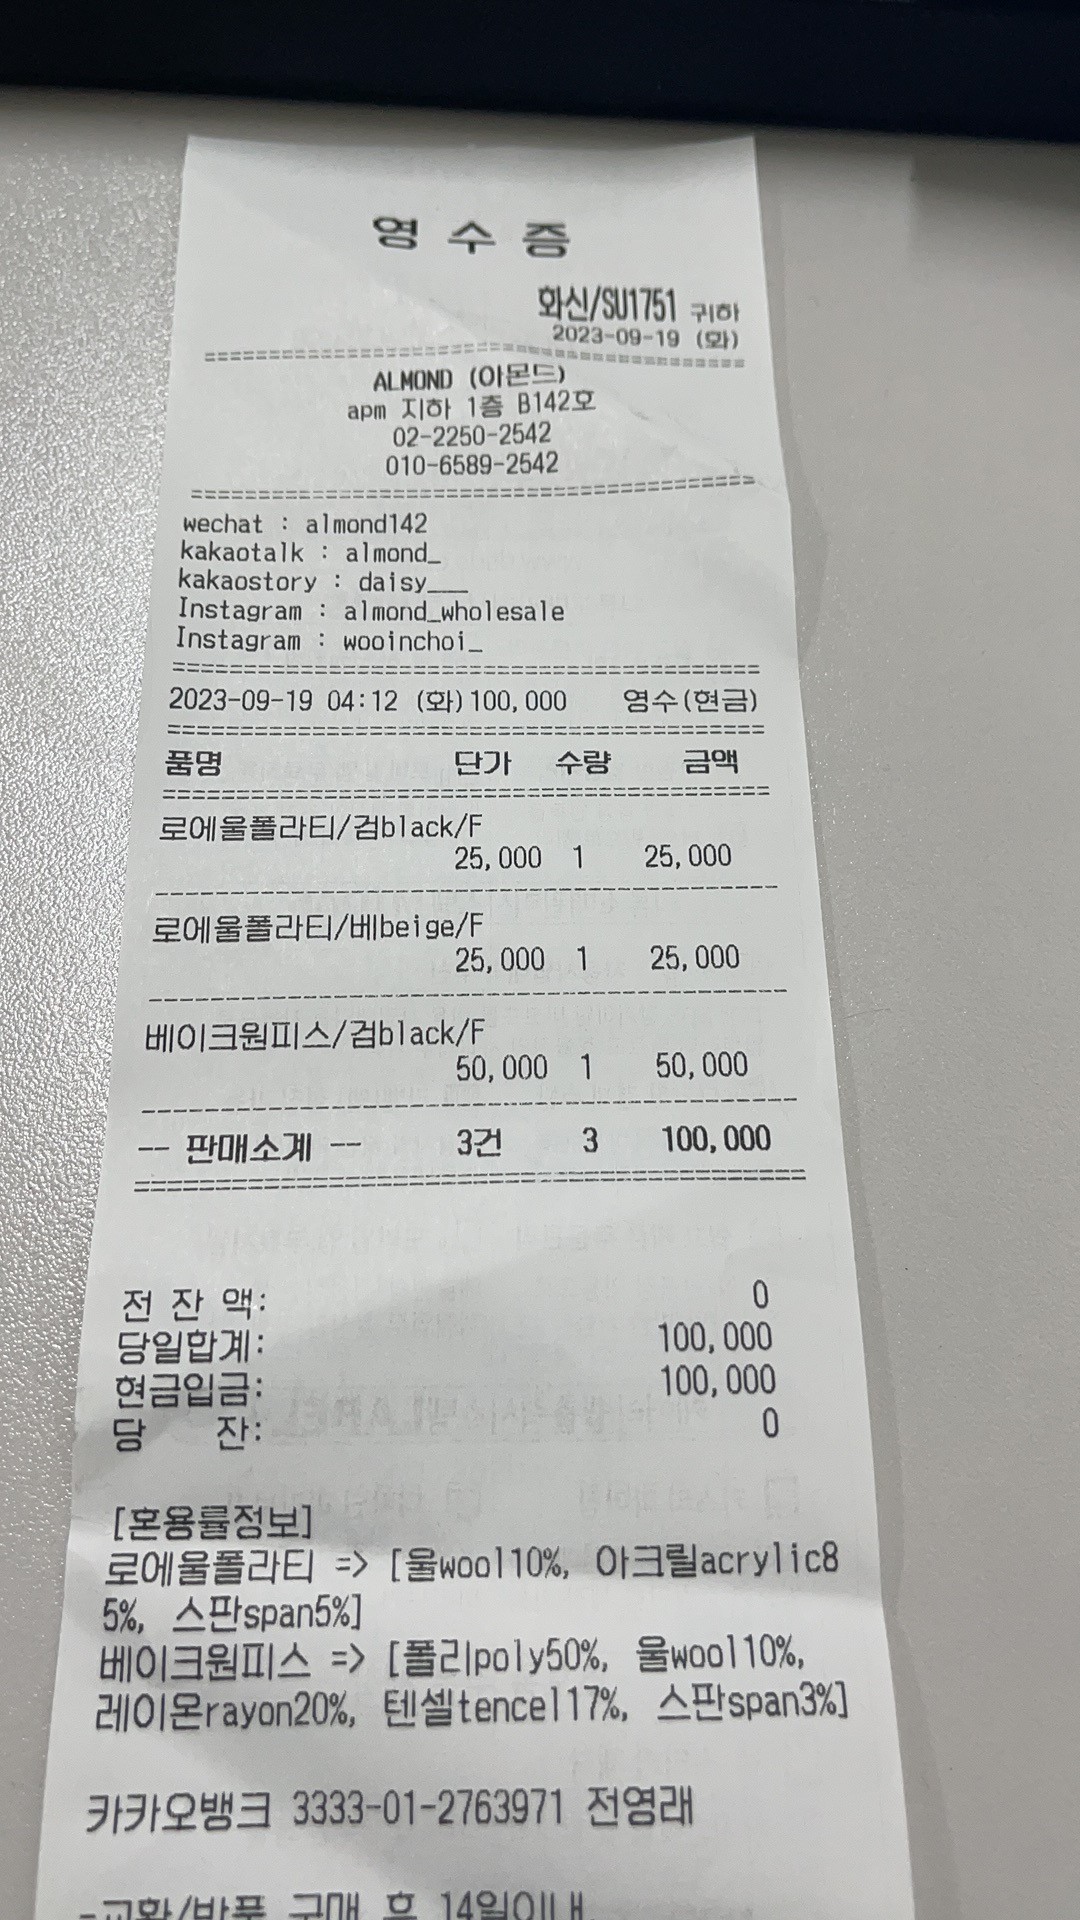 영 수 증
화신/SU1751 귀하
2023-09-19 (화)
==========================================
ALMOND (아몬드)
apm 지하 1층 B142호
02-2250-2542
010-6589-2542
==========================================
wechat : almond142
kakaotalk : almond_
kakaostory : daisy___
Instagram : almond_wholesale
Instagram : wooinchoi_
==========================================
2023-09-19 04:12 (화) 100,000 영수(현금)
==========================================
품명 단가 수량 금액
==========================================
로에울폴라티/검black/F
25,000 1 25,000
------------------------------------------
로에울폴라티/베beige/F
25,000 1 25,000
------------------------------------------
베이크원피스/검black/F
50,000 1 50,000
------------------------------------------
-- 판매소계 -- 3건 3 100,000
==========================================
전 잔 액: 0
당일합계: 100,000
현금입금: 100,000
당 잔: 0
[혼용률정보]
로에울폴라티 => [울wool10%, 아크릴acrylic8
5%, 스판span5%]
베이크원피스 => [폴리poly50%, 울wool10%,
레이온rayon20%, 텐셀tencel17%, 스판span3%]
카카오뱅크 3333-01-2763971 전영래
-교환/반품 구매 후 14일이내